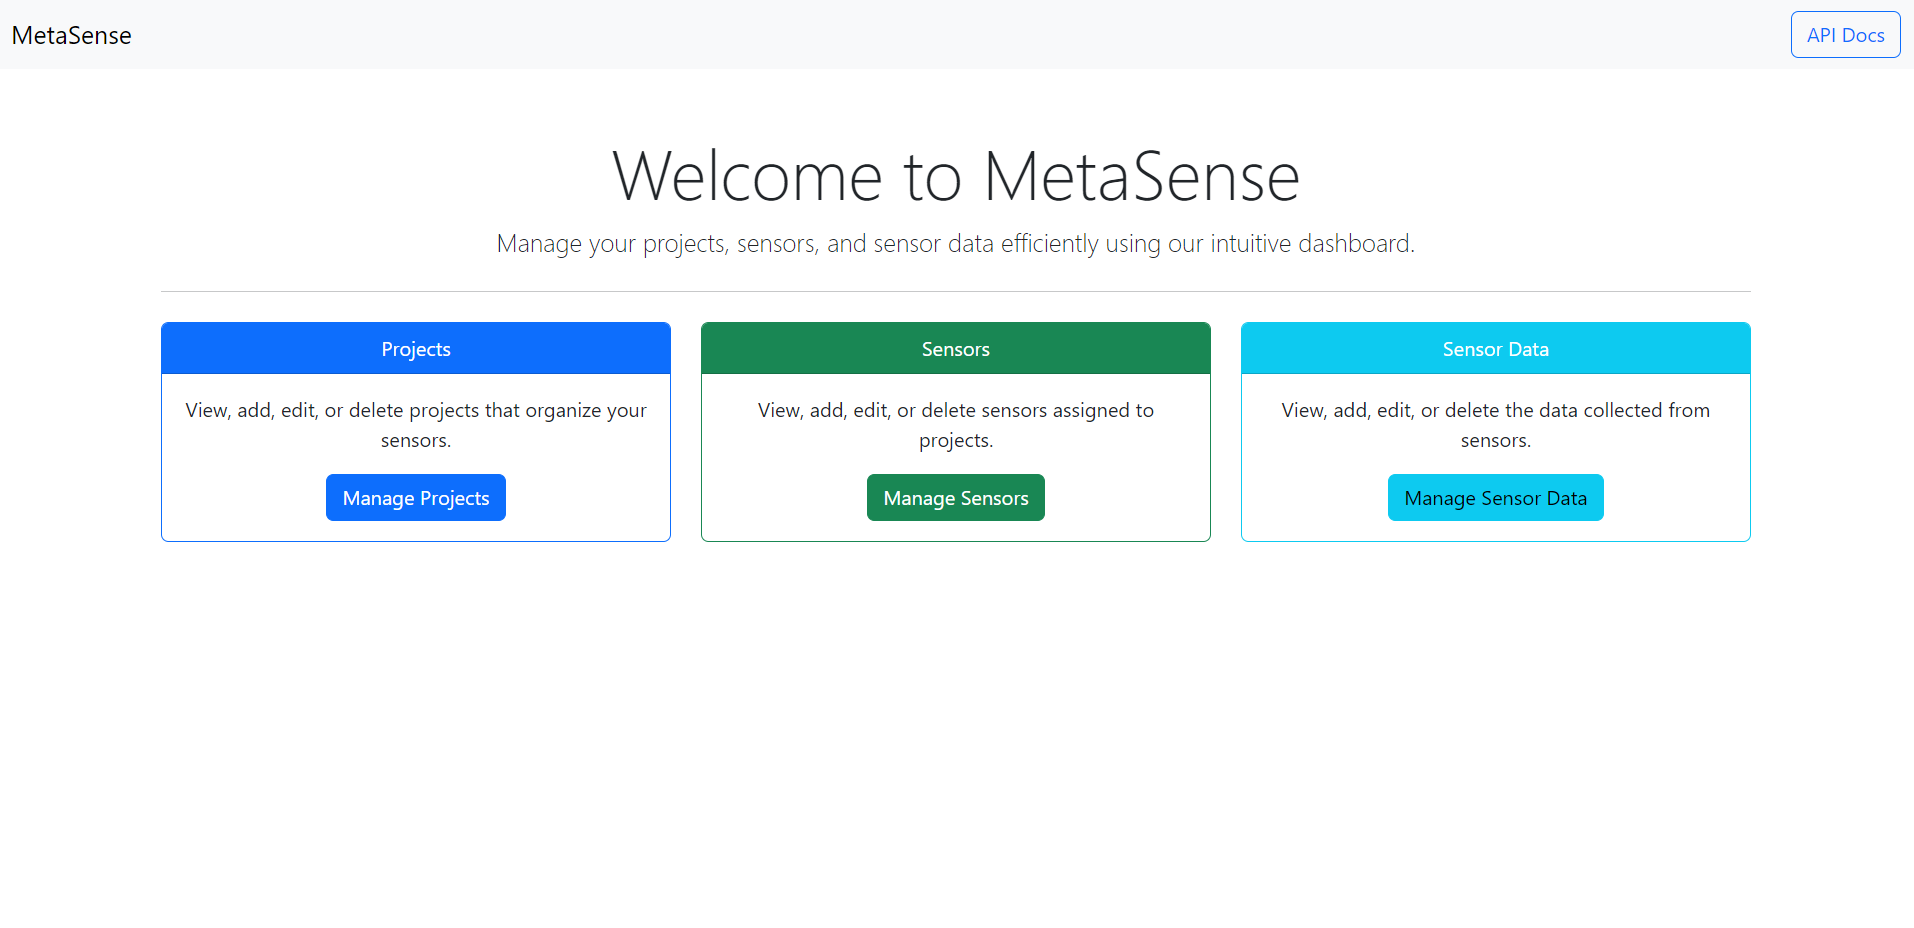 MetaSense
API Docs
Welcome to MetaSense
Manage your projects, sensors, and sensor data efficiently using our intuitive dashboard.
Projects
View, add, edit, or delete projects that organize your
sensors.
Manage Projects
Sensors
View, add, edit, or delete sensors assigned to
projects.
Manage Sensors
Sensor Data
View, add, edit, or delete the data collected from
sensors.
Manage Sensor Data